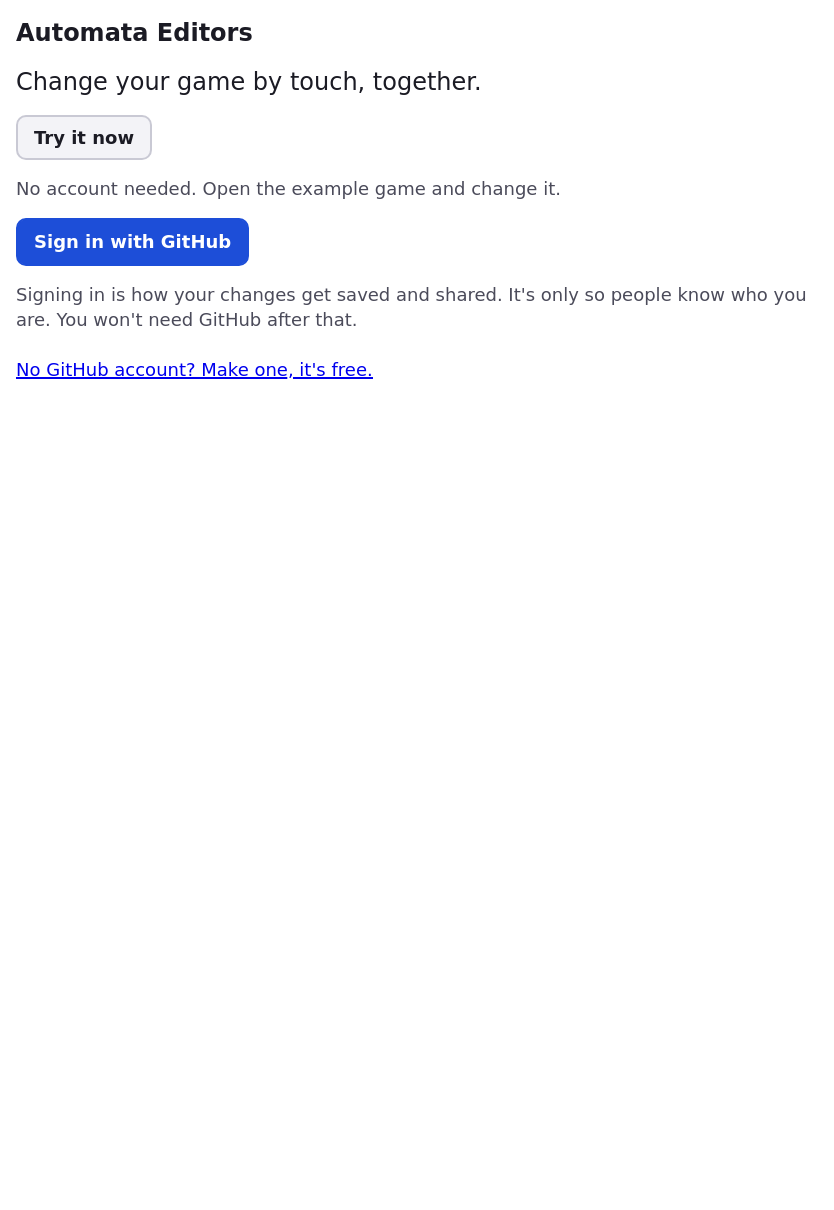 Automata Editors
Change your game by touch, together.
Try it now
No account needed. Open the example game and change it.
Sign in with GitHub
Signing in is how your changes get saved and shared. It's only so people know who you
are. You won't need GitHub after that.
No GitHub account? Make one, it's free.